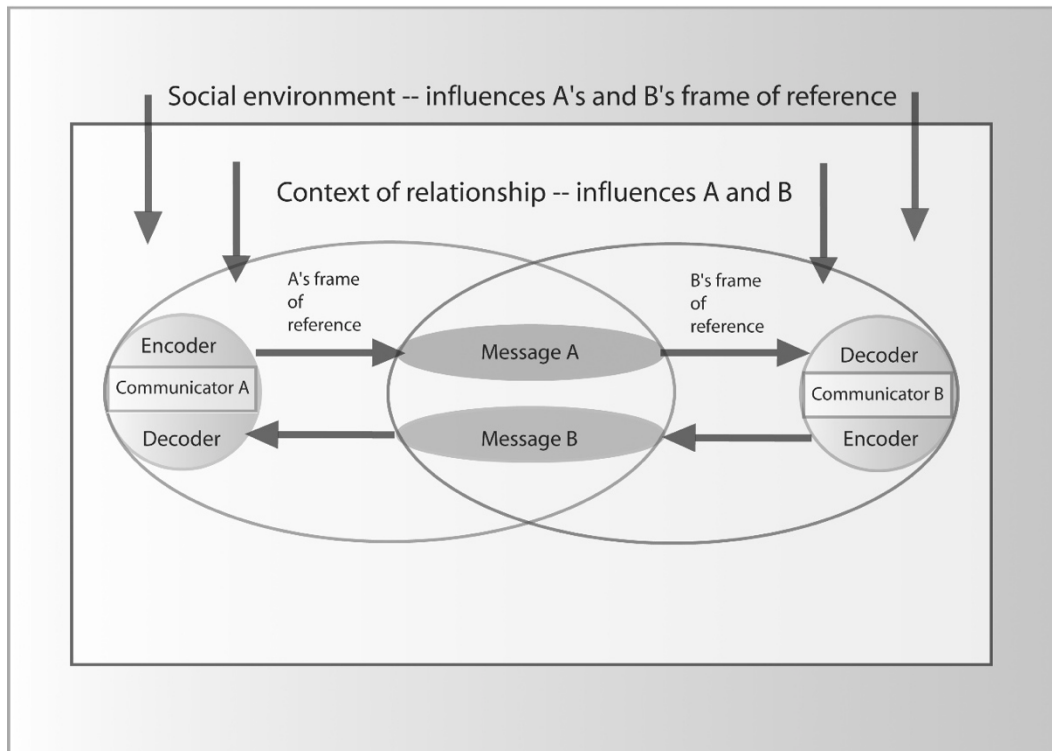 Social environment -- influences A's and B's frame of reference
Context of relationship -- influences A and B
A's frame
of
reference
B's frame
of
reference
Encoder
Communicator A
Decoder
Message A
Message B
Decoder
Communicator B
Encoder